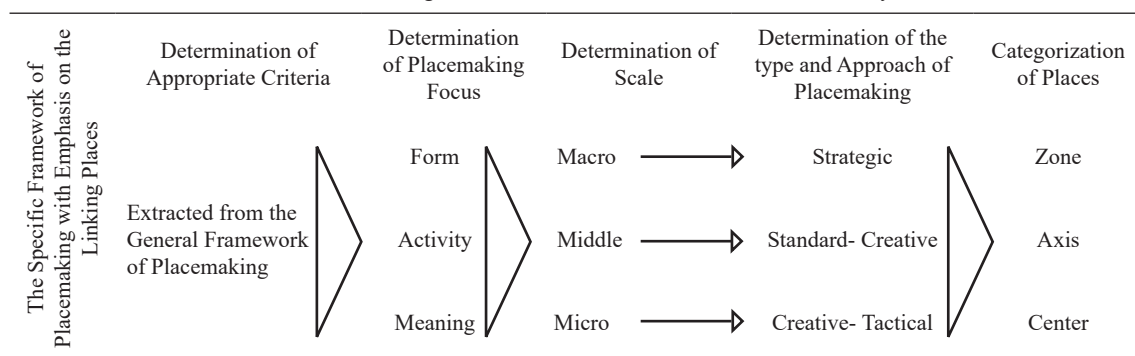 The Specific Framework of
Placemaking with Emphasis on the
Linking Places
Determination of
Appropriate Criteria
Determination
of Placemaking
Focus
Determination of
Scale
Determination of the
type and Approach of
Placemaking
Categorization
of Places
Extracted from the
General Framework
of Placemaking
Form
Activity
Meaning
Macro
Middle
Micro
Strategic
Standard- Creative
Creative- Tactical
Zone
Axis
Center